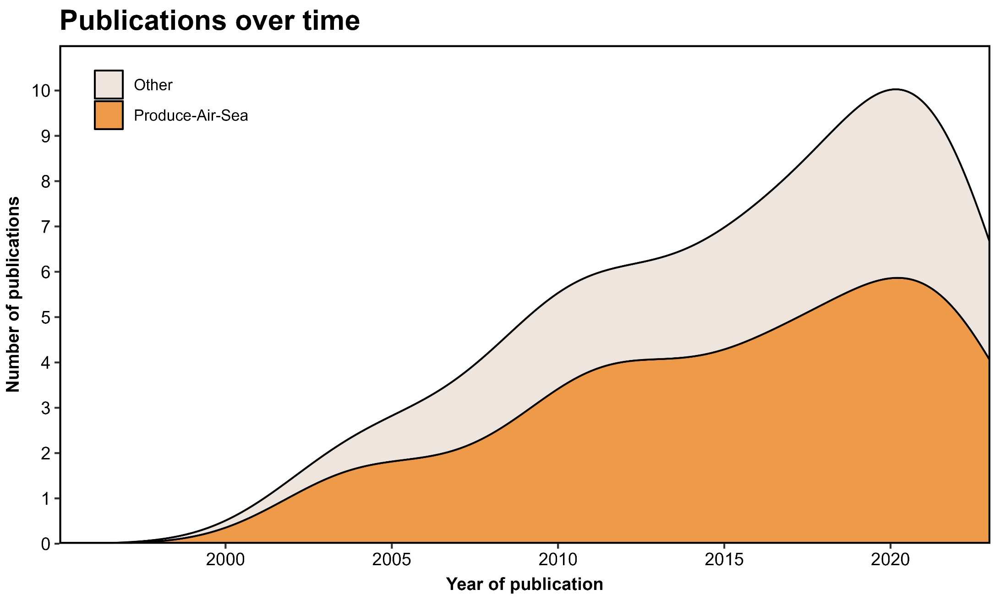 Publications over time
Other
Produce-Air-Sea
10
9
8
7
6
5
4
3
2
1
0
Number of publications
2000 2005 2010 2015 2020
Year of publication